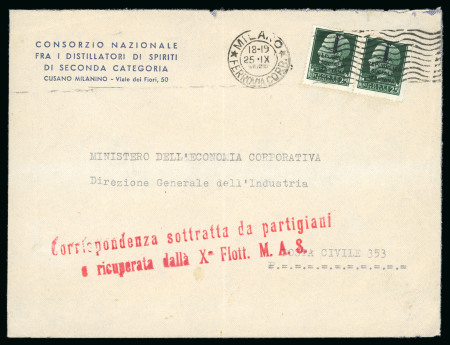 CONSORZIO NAZIONALE
FRA I DISTILLATORI DI SPIRITI
DI SECONDA CATEGORIA
CUSANO MILANINO - Viale dei Fiori, 50
MILANO
18-19
25·IX
FERROVIA
MINISTERO DELL'ECONOMIA CORPORATIVA
Direzione Generale dell'Industria
Corrispondenza sottratta da partigiani
e ricuperata dalla Xª Flott. M. A. S.
POSTA CIVILE 353